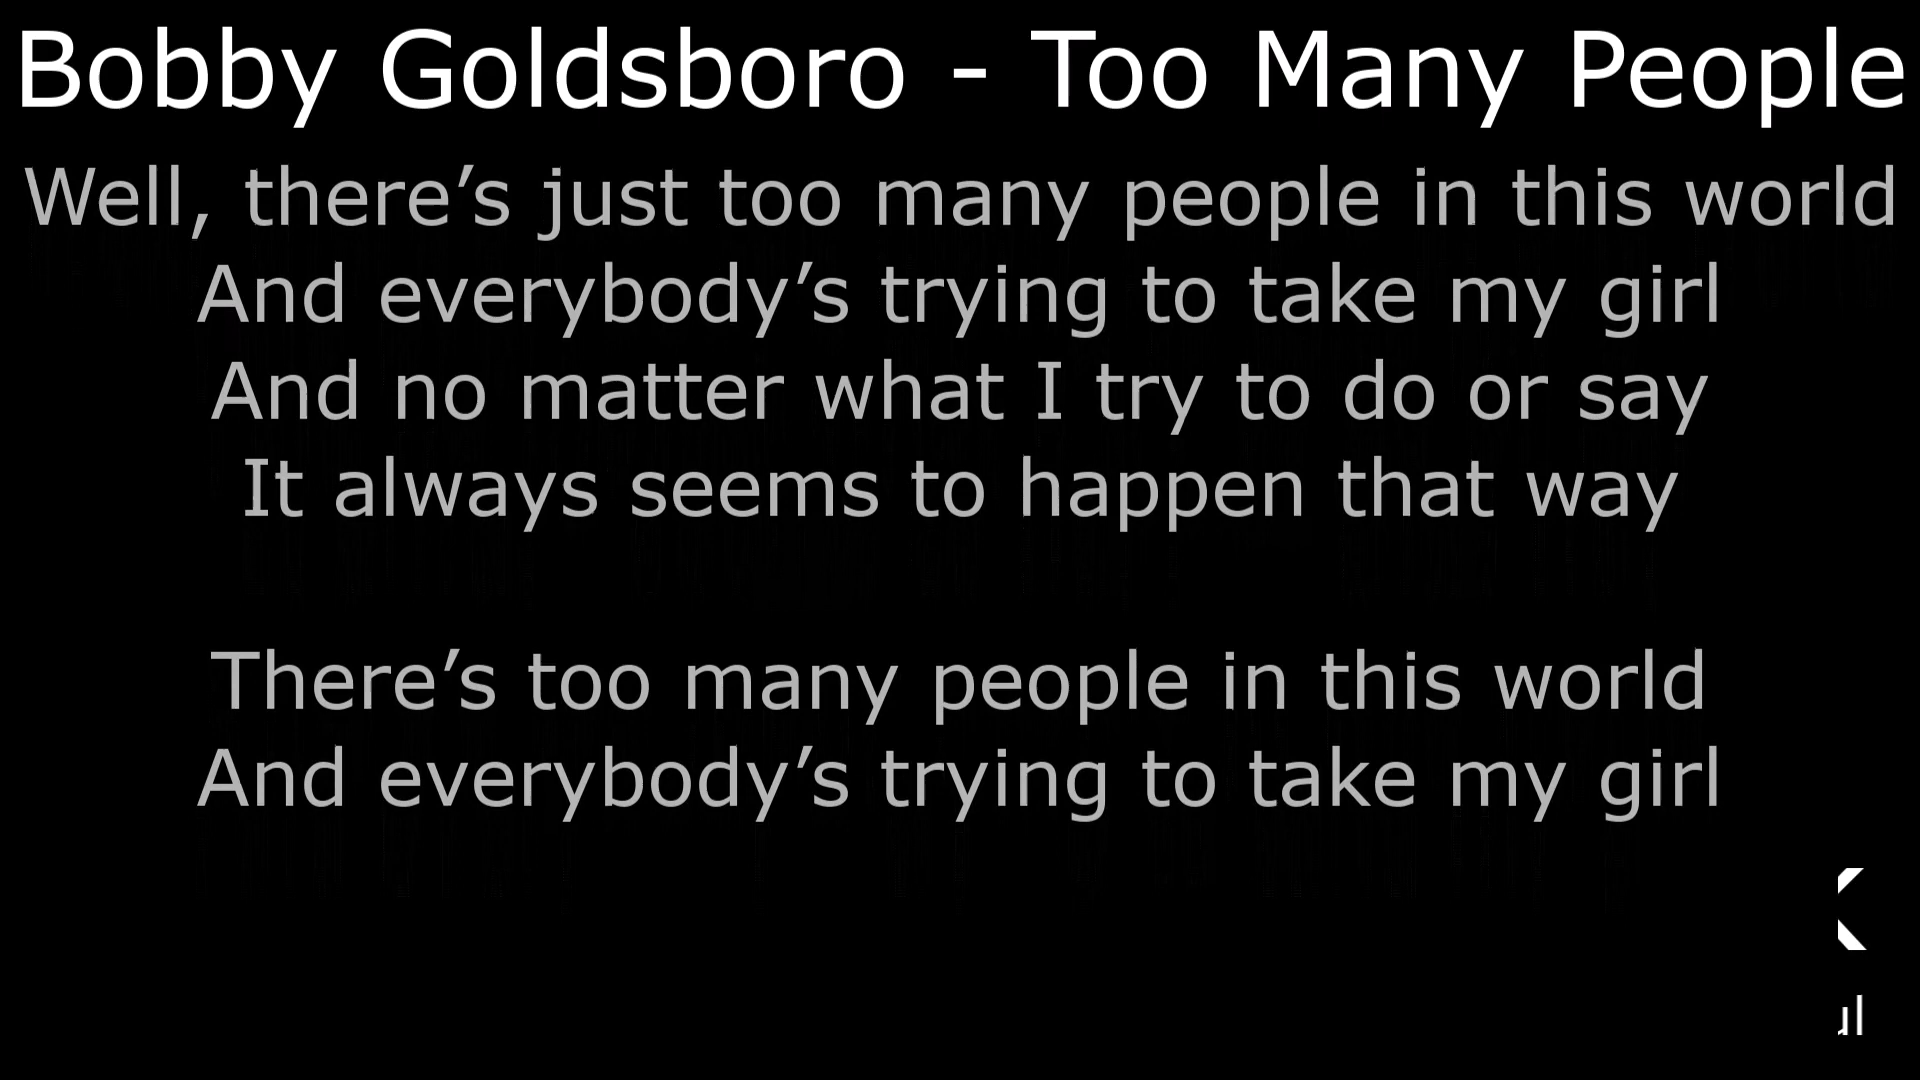 Bobby Goldsboro - Too Many People
Well, there’s just too many people in this world
And everybody’s trying to take my girl
And no matter what I try to do or say
It always seems to happen that way
There’s too many people in this world
And everybody’s trying to take my girl